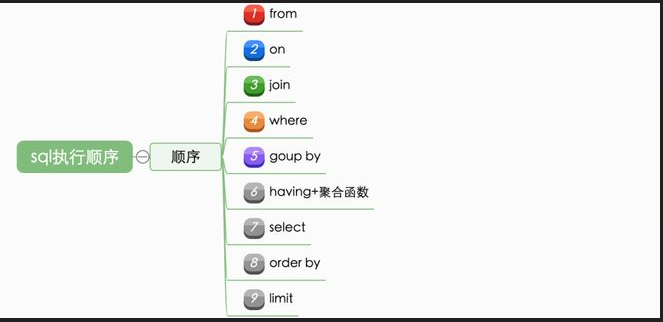 sql执行顺序
顺序
1 from
2 on
3 join
4 where
5 goup by
6 having+聚合函数
7 select
8 order by
9 limit